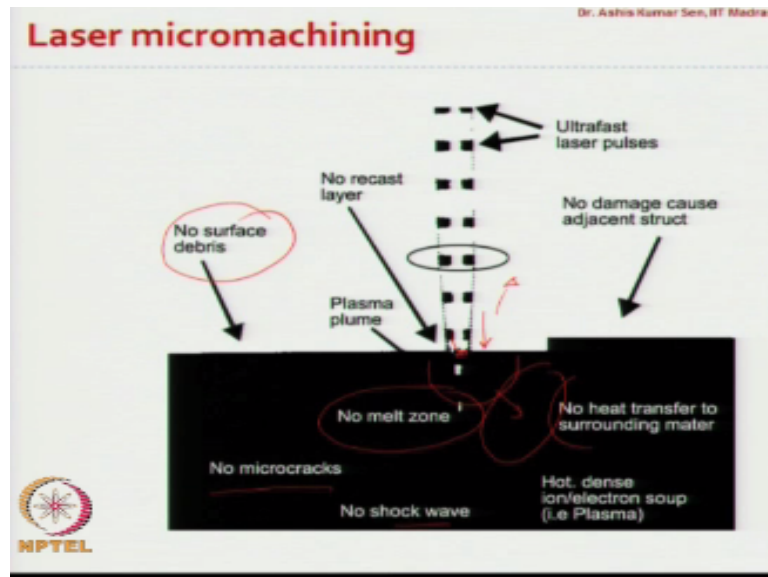 Dr. Ashis Kumar Sen, IIT Madra
Laser micromachining
Ultrafast
laser pulses
No recast
layer
No damage cause
adjacent struct
No surface
debris
Plasma
plume
No melt zone
No heat transfer to
surrounding mater
No microcracks
Hot. dense
ion/electron soup
(i.e Plasma)
No shock wave
NPTEL